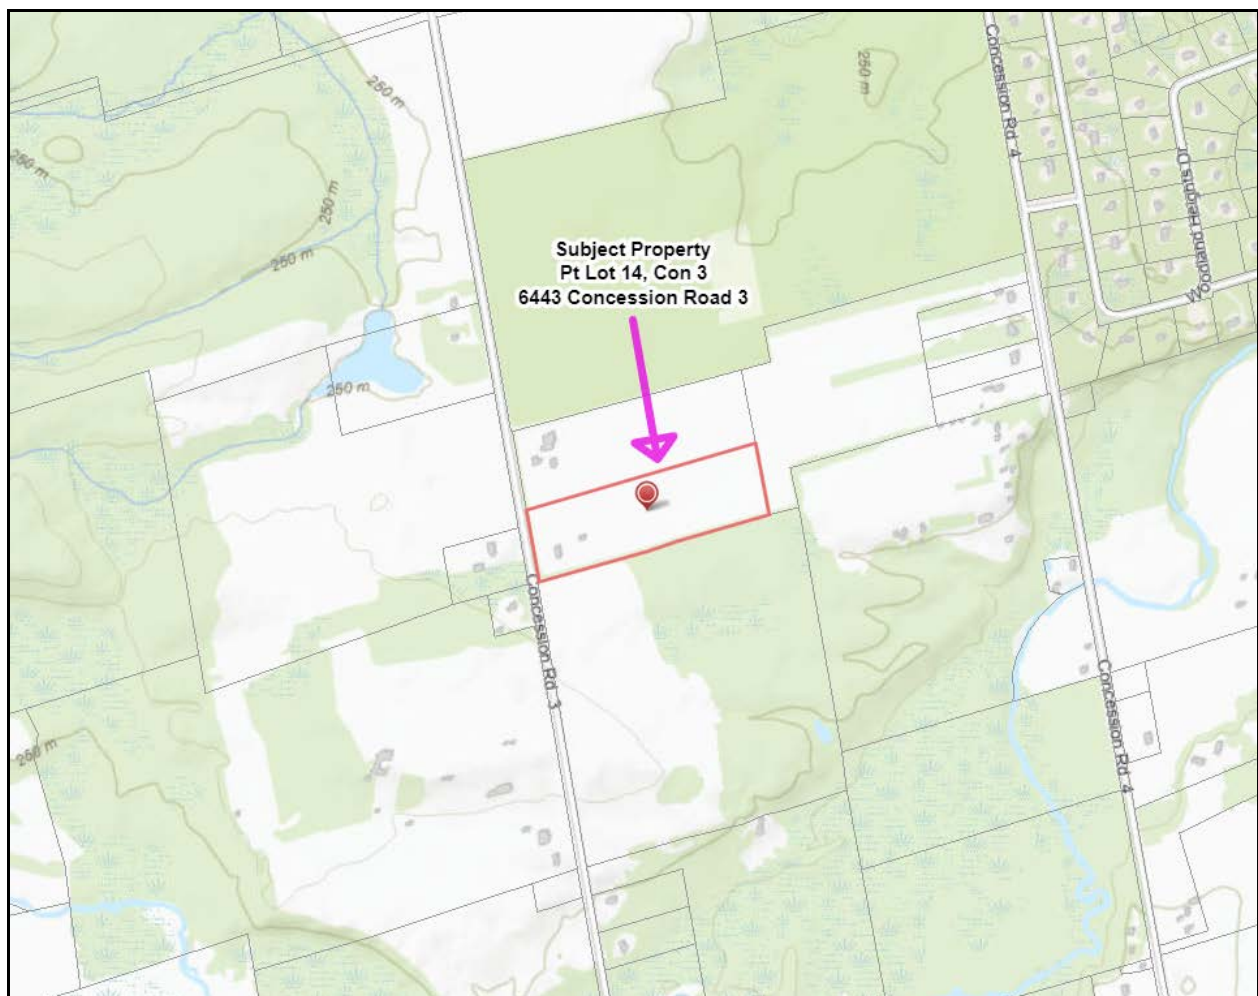 250 m
250 m
250 m
250 m
250 m
250 m
250 m
Concession Rd. 4
Woodland Heights Dr
Subject Property
Pt Lot 14, Con 3
6443 Concession Road 3
Concession Rd. 3
Concession Rd. 4